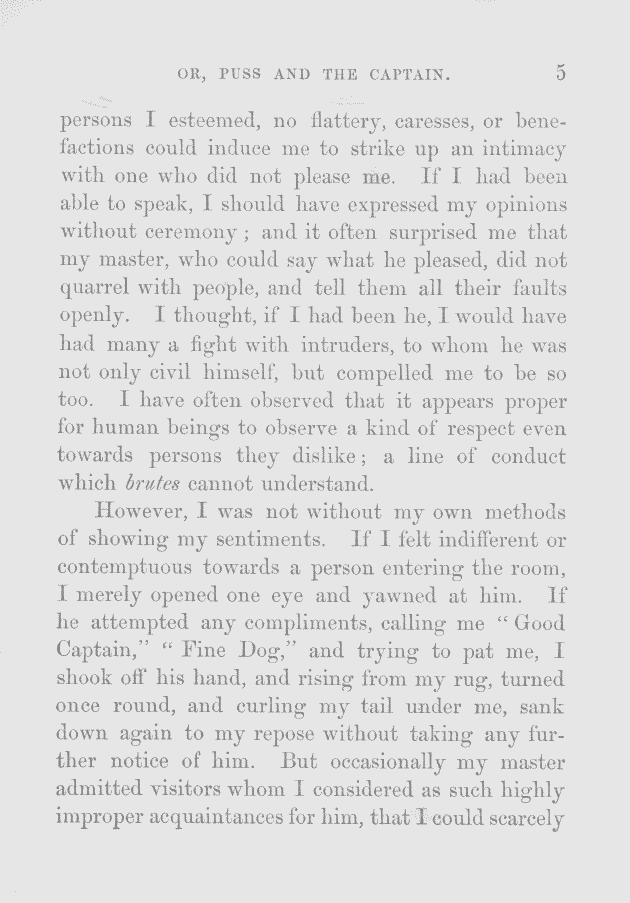 OR, PUSS AND THE CAPTAIN. 5
persons I esteemed, no flattery, caresses, or bene-
factions could induce me to strike up an intimacy
with one who did not please me. If I had been
able to speak, I should have expressed my opinions
without ceremony; and it often surprised me that
my master, who could say what he pleased, did not
quarrel with people, and tell them all their faults
openly. I thought, if I had been he, I would have
had many a fight with intruders, to whom he was
not only civil himself, but compelled me to be so
too. I have often observed that it appears proper
for human beings to observe a kind of respect even
towards persons they dislike; a line of conduct
which brutes cannot understand.
However, I was not without my own methods
of showing my sentiments. If I felt indifferent or
contemptuous towards a person entering the room,
I merely opened one eye and yawned at him. If
he attempted any compliments, calling me “Good
Captain,” “Fine Dog,” and trying to pat me, I
shook off his hand, and rising from my rug, turned
once round, and curling my tail under me, sank
down again to my repose without taking any fur-
ther notice of him. But occasionally my master
admitted visitors whom I considered as such highly
improper acquaintances for him, that I could scarcely